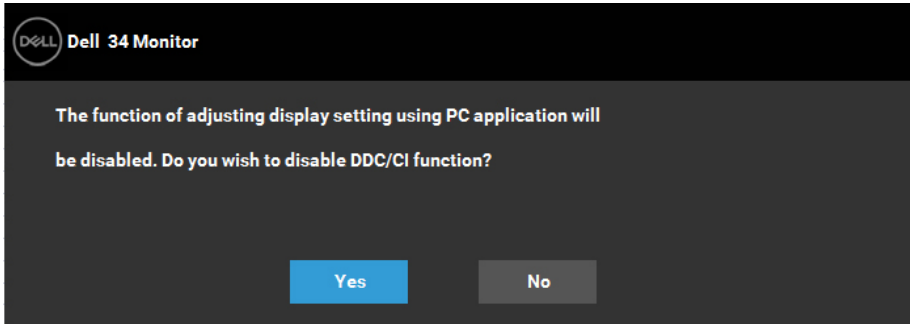 DELL Dell 34 Monitor
The function of adjusting display setting using PC application will
be disabled. Do you wish to disable DDC/CI function?
Yes No